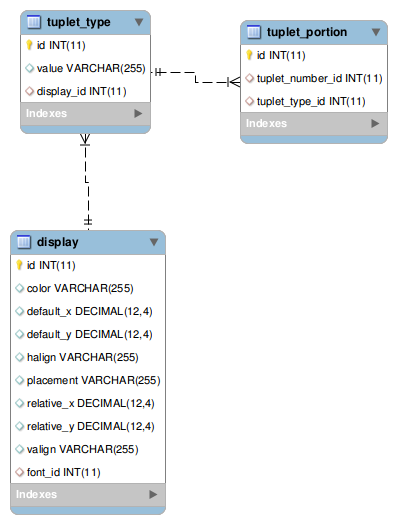 tuplet_type
id INT(11)
value VARCHAR(255)
display_id INT(11)
Indexes
tuplet_portion
id INT(11)
tuplet_number_id INT(11)
tuplet_type_id INT(11)
Indexes
display
id INT(11)
color VARCHAR(255)
default_x DECIMAL(12,4)
default_y DECIMAL(12,4)
halign VARCHAR(255)
placement VARCHAR(255)
relative_x DECIMAL(12,4)
relative_y DECIMAL(12,4)
valign VARCHAR(255)
font_id INT(11)
Indexes